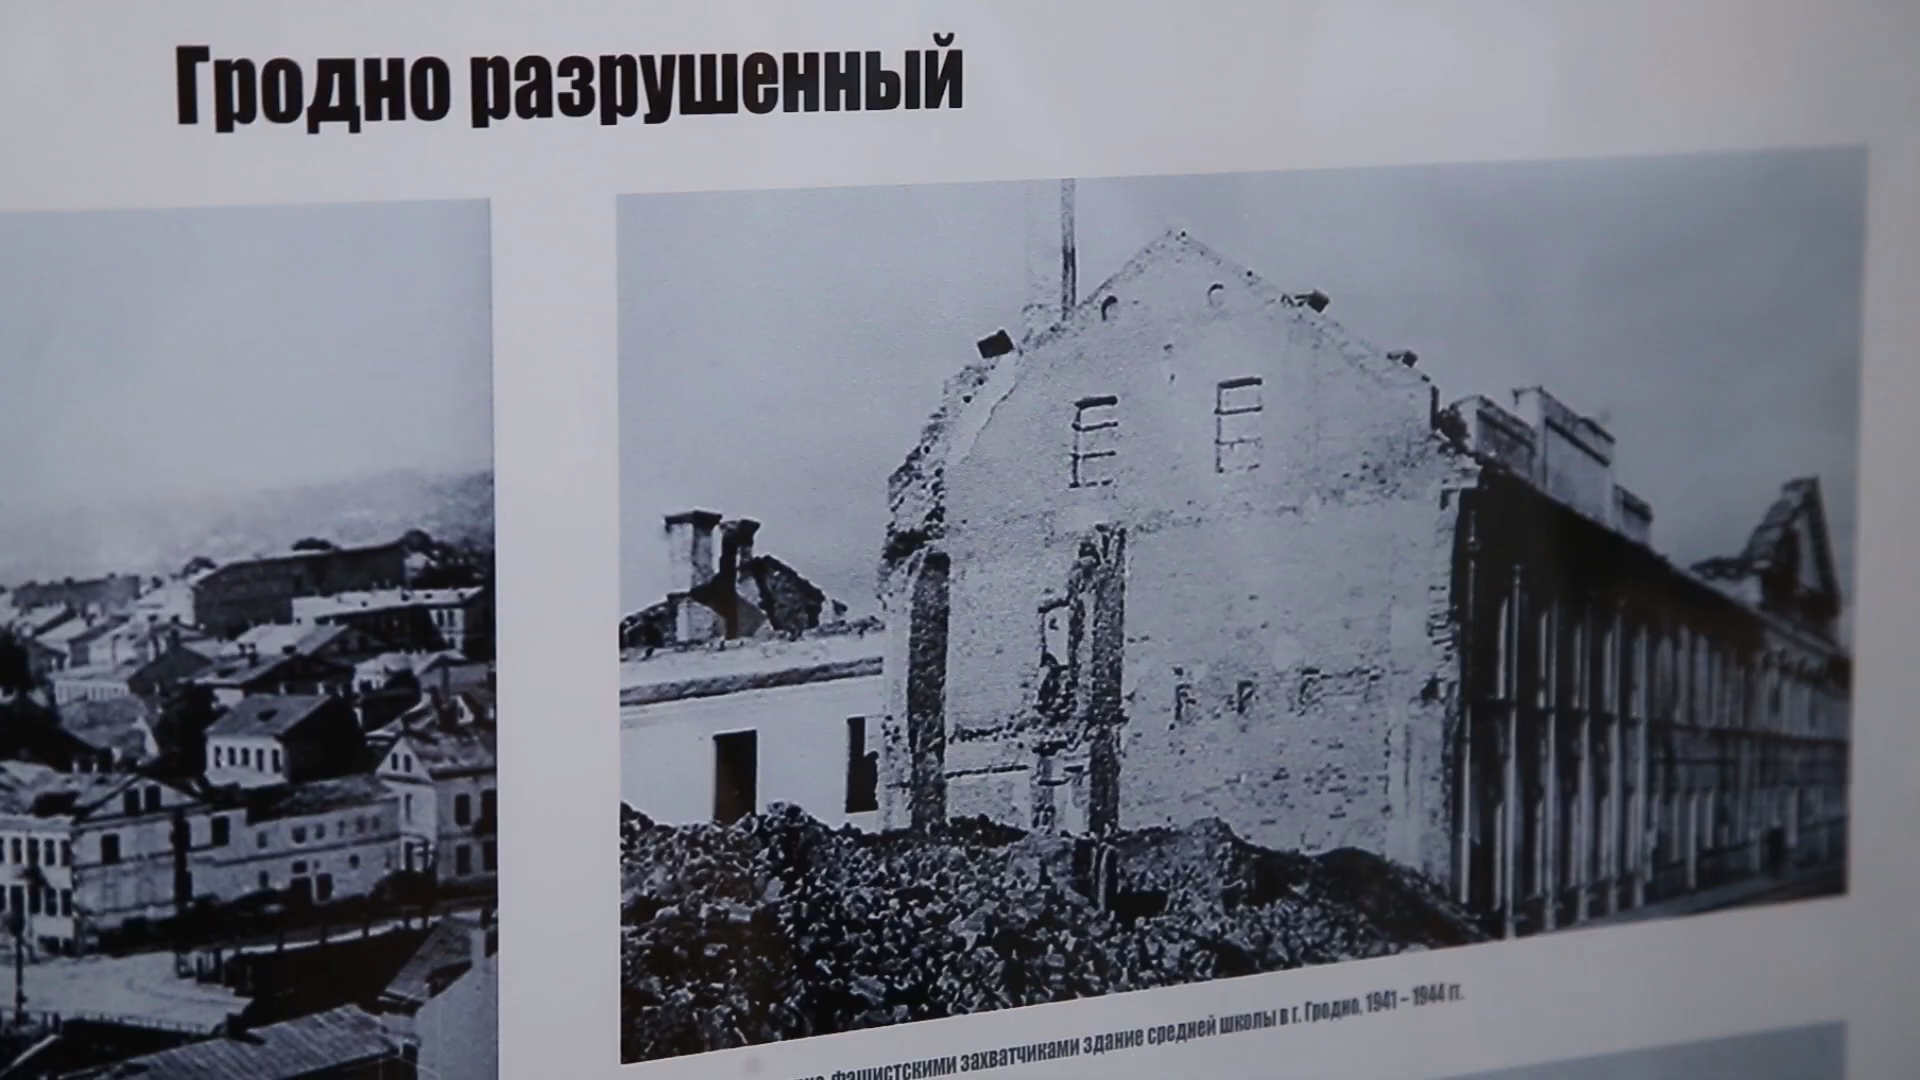 Гродно разрушенный
фашистскими захватчиками здание средней школы в г. Гродно, 1941 – 1944 гг.